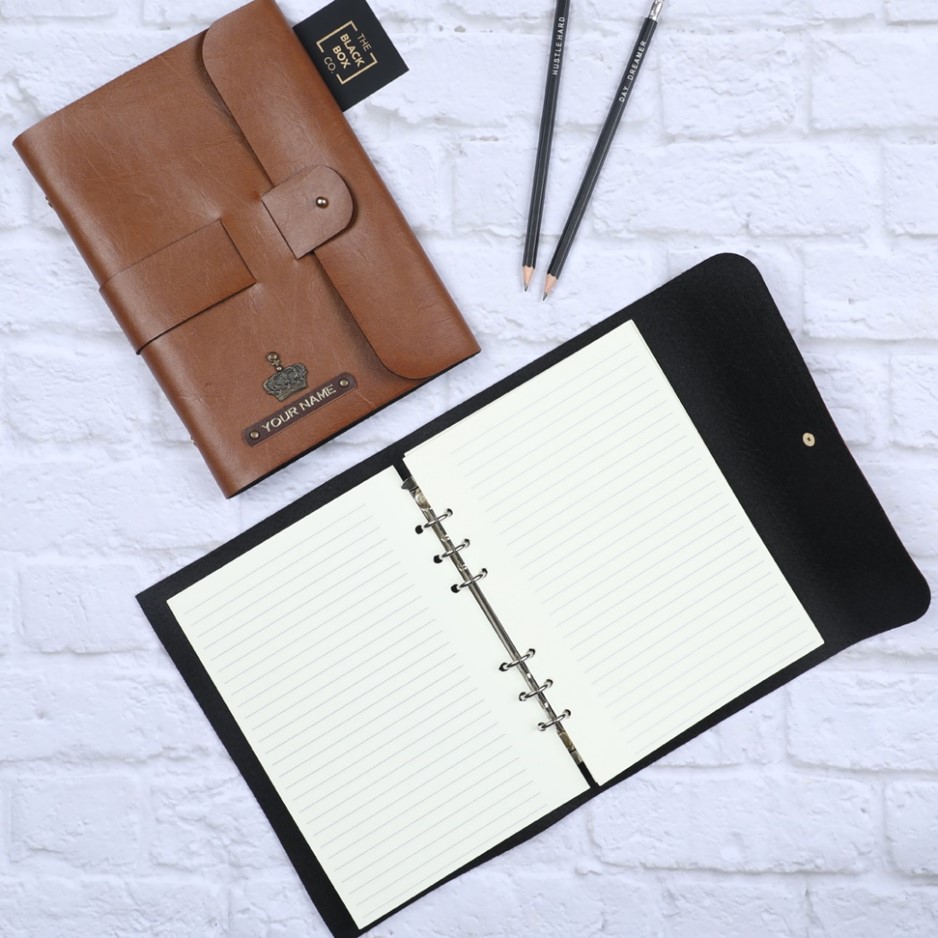 THE
BLACK
BOX
CO.
HUSTLE HARD
DAY DREAMER
YOUR NAME